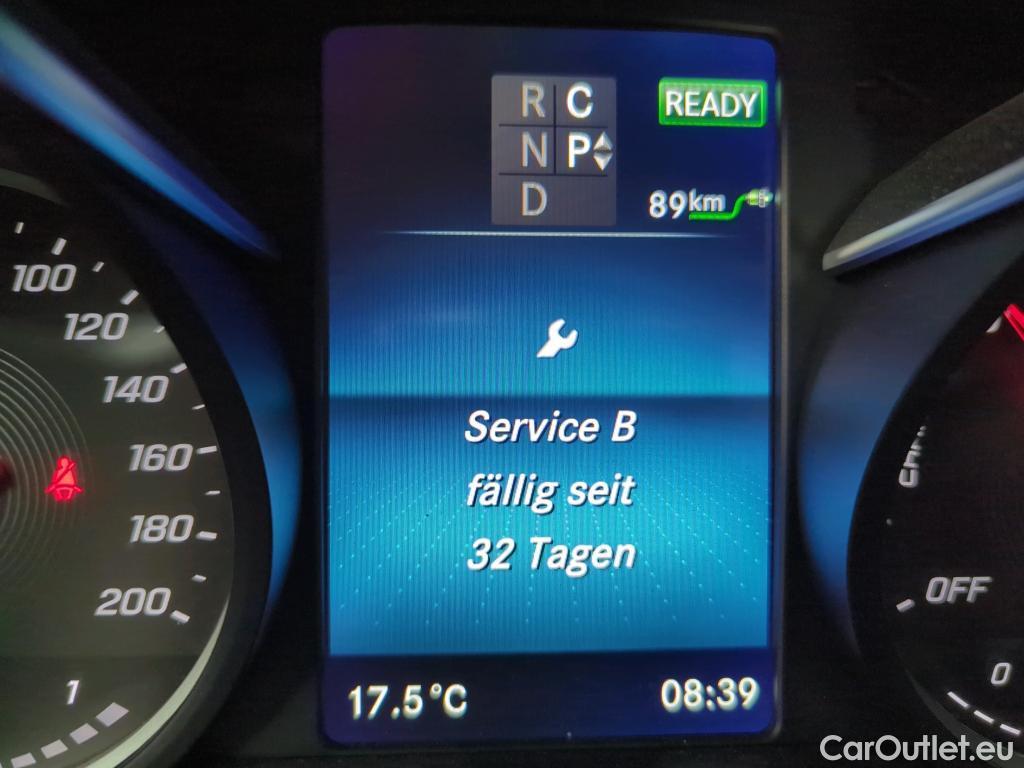 R C
READY
N P
D
89km
100
120
140
160
180
200
1
Service B
fällig seit
32 Tagen
OFF
0
17.5°C
08:39
CarOutlet.eu